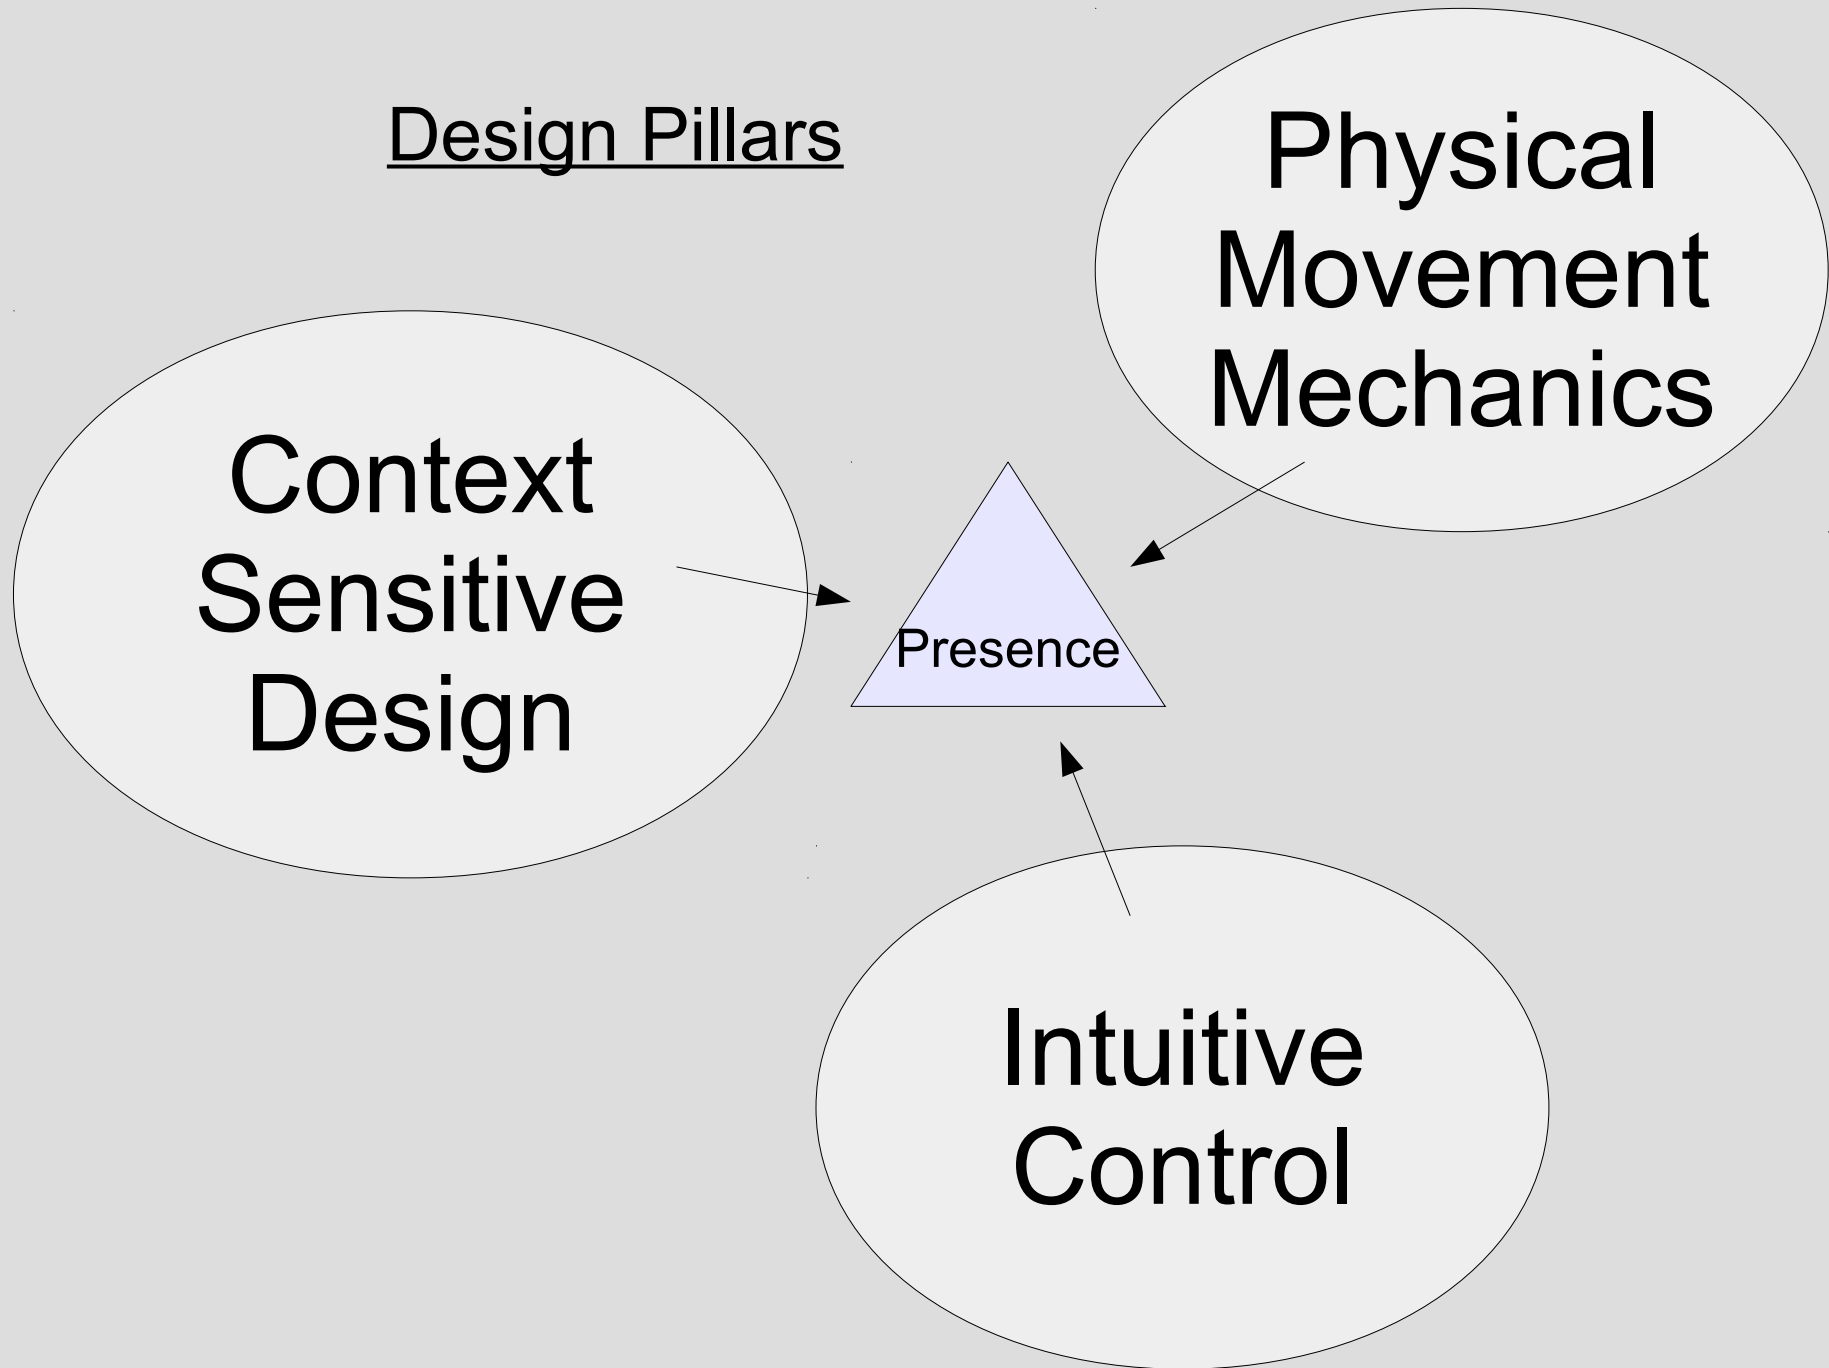 Design Pillars
Physical
Movement
Mechanics
Context
Sensitive
Design
Presence
Intuitive
Control